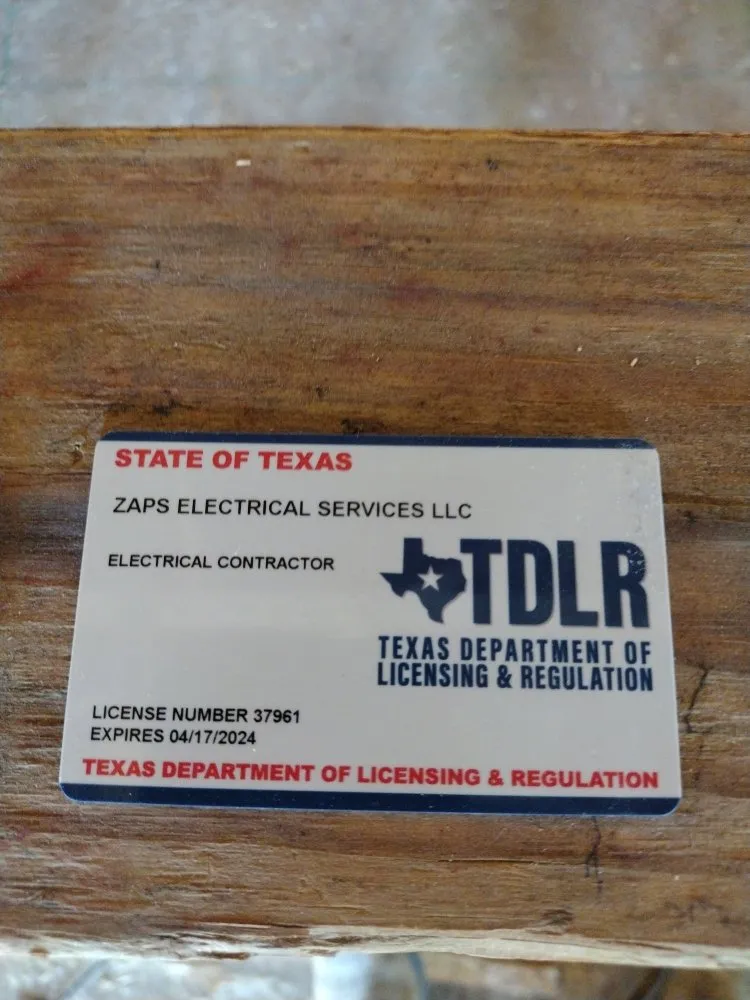 STATE OF TEXAS
ZAPS ELECTRICAL SERVICES LLC
ELECTRICAL CONTRACTOR
TDLR
TEXAS DEPARTMENT OF
LICENSING & REGULATION
LICENSE NUMBER 37961
EXPIRES 04/17/2024
TEXAS DEPARTMENT OF LICENSING & REGULATION